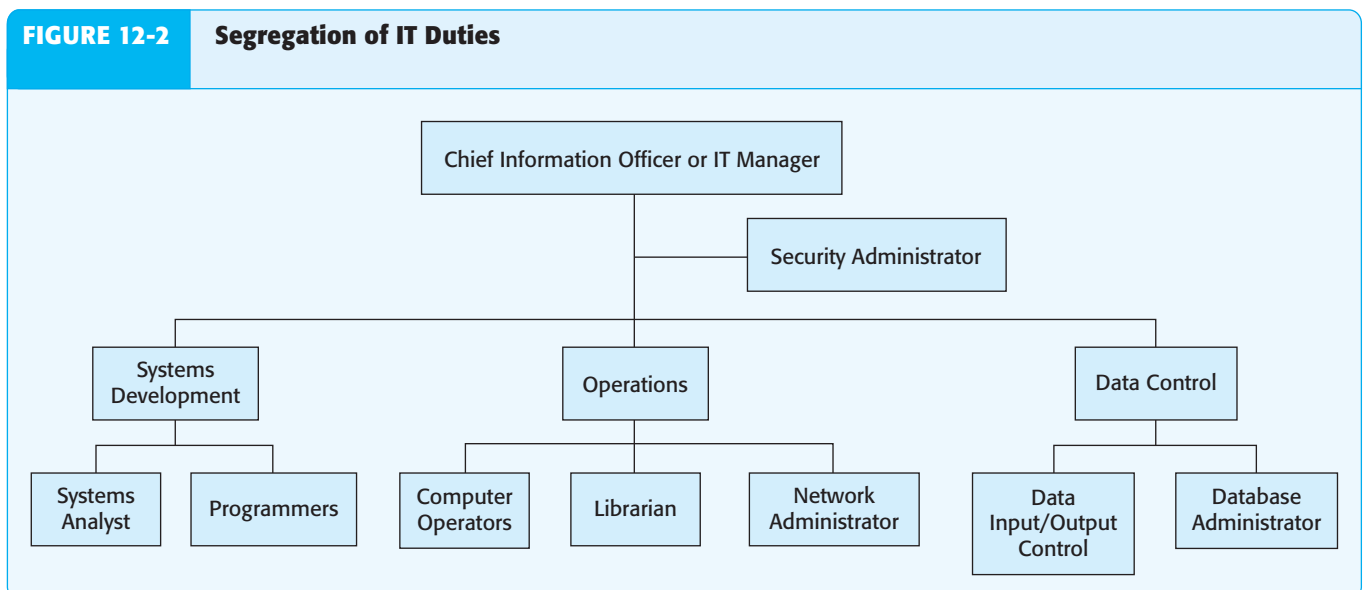 FIGURE 12-2 Segregation of IT Duties
Chief Information Officer or IT Manager
Security Administrator
Systems
Development
Operations
Data Control
Systems
Analyst
Programmers
Computer
Operators
Librarian
Network
Administrator
Data
Input/Output
Control
Database
Administrator